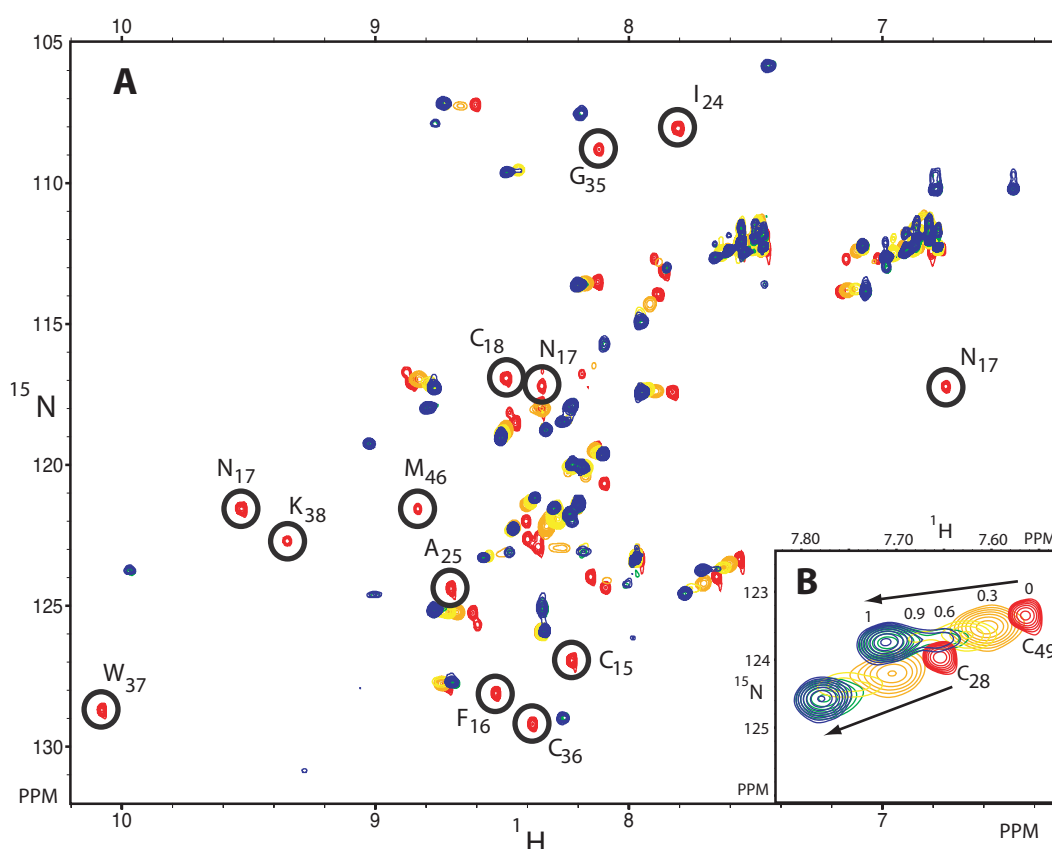 10 9 8 7
105
A
I24
G35
110
115
C18 N17
15N
N17
120
N17 M46
K38
A25
125
C15
W37
F16
C36
130
PPM
10 9 1H 8 7 PPM
B
1H
7.80 7.70 7.60 PPM
123
1 0.9 0.6 0.3 0
C49
124
C28
15N
125
PPM